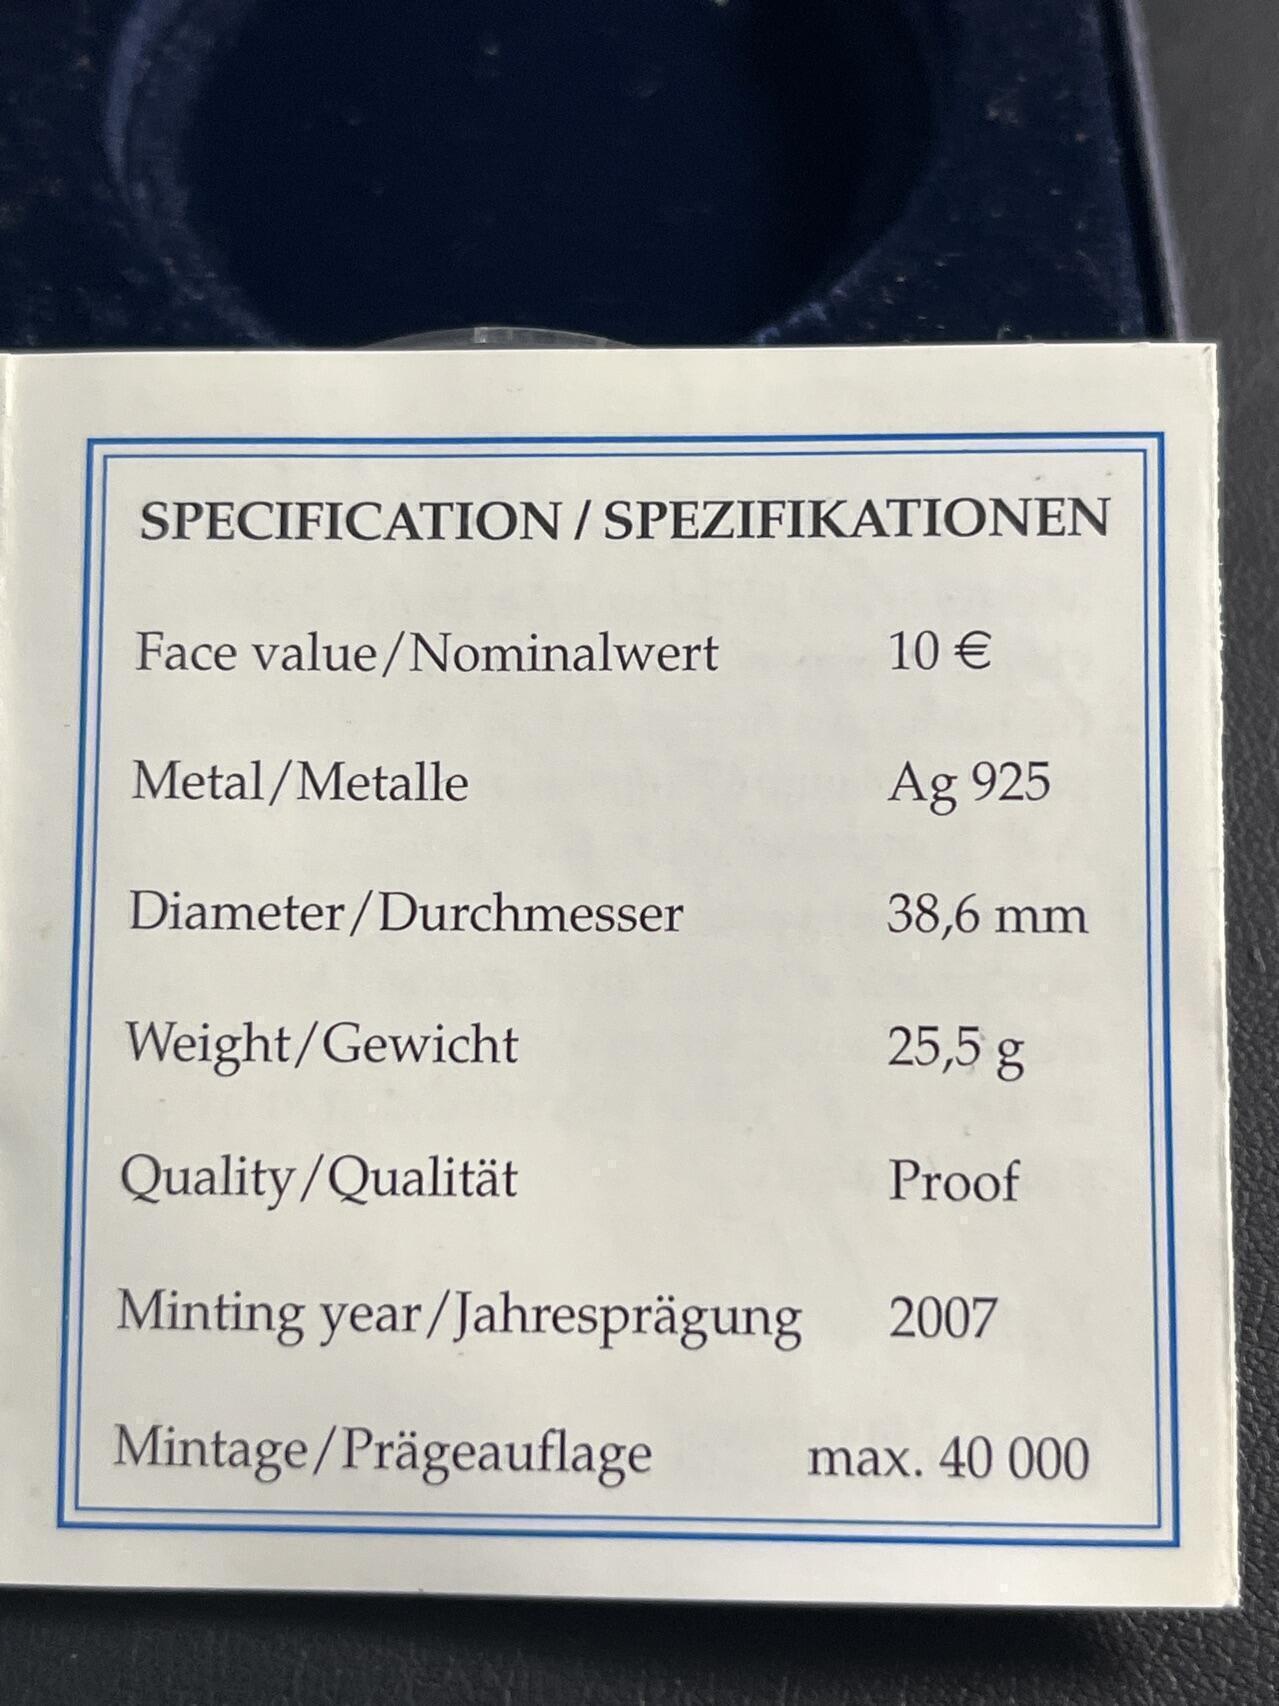 SPECIFICATION / SPEZIFIKATIONEN
Face value/Nominalwert 10 €
Metal/Metalle Ag 925
Diameter/Durchmesser 38,6 mm
Weight/Gewicht 25,5 g
Quality/Qualität Proof
Minting year/Jahresprägung 2007
Mintage/Prägeauflage max. 40 000